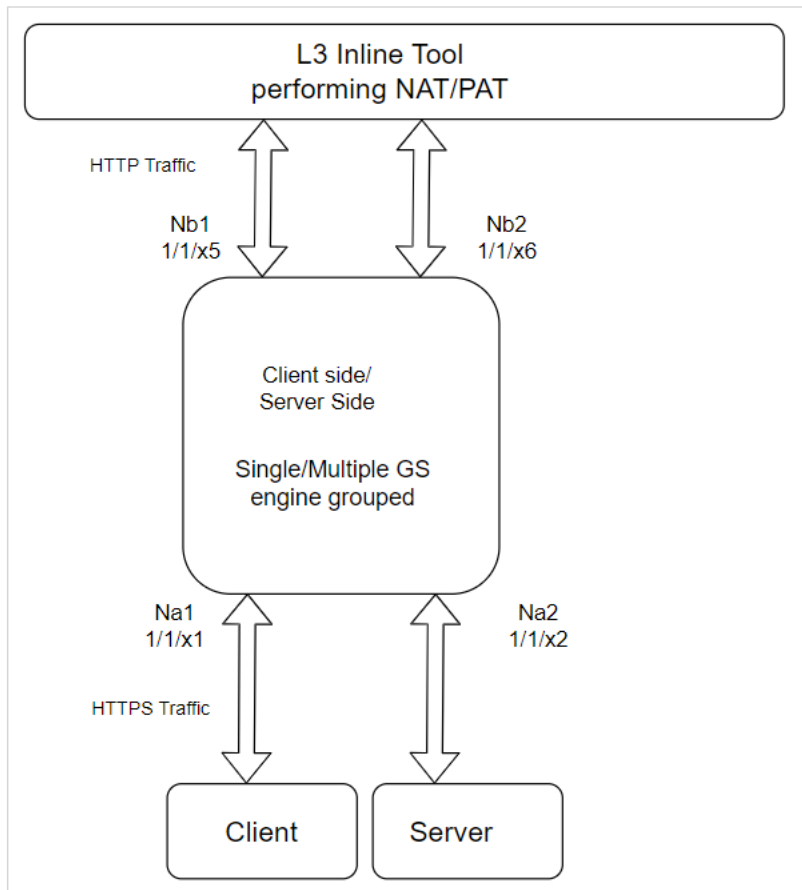 L3 Inline Tool
performing NAT/PAT
HTTP Traffic
Nb1
1/1/x5
Nb2
1/1/x6
Client side/
Server Side
Single/Multiple GS
engine grouped
Na1
1/1/x1
Na2
1/1/x2
HTTPS Traffic
Client
Server